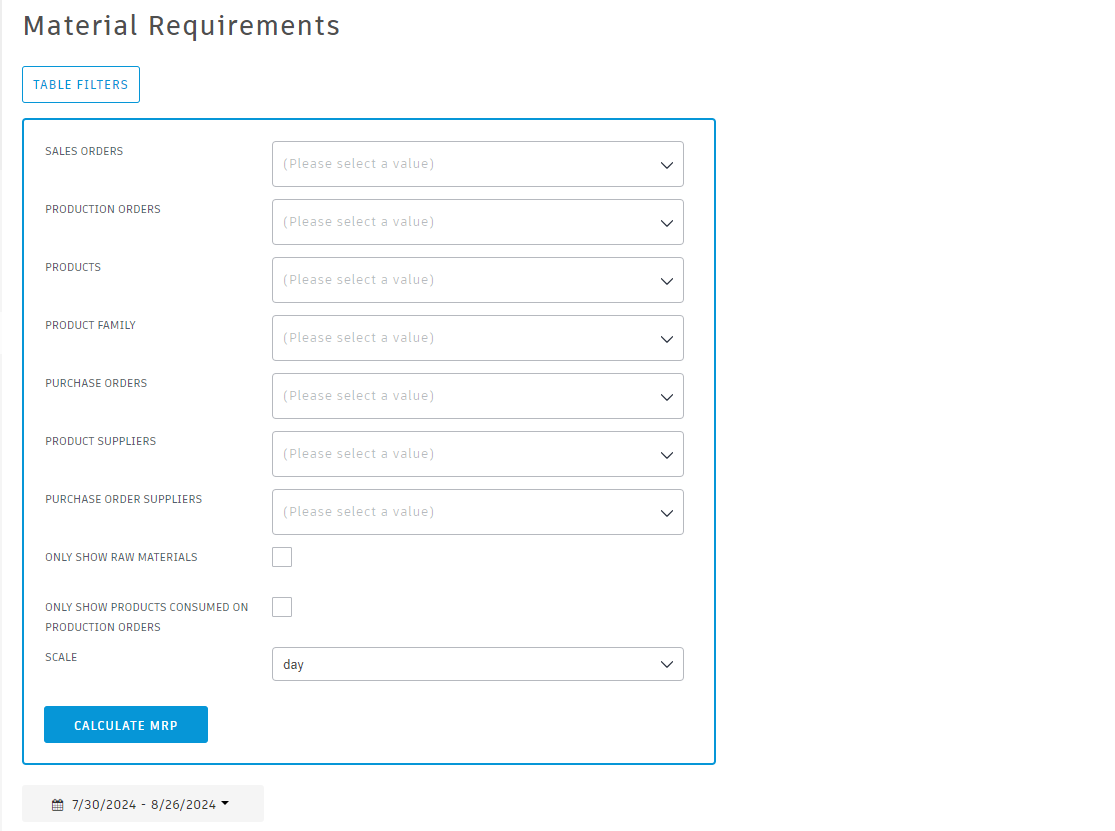 Material Requirements
TABLE FILTERS
SALES ORDERS
(Please select a value)
PRODUCTION ORDERS
(Please select a value)
PRODUCTS
(Please select a value)
PRODUCT FAMILY
(Please select a value)
PURCHASE ORDERS
(Please select a value)
PRODUCT SUPPLIERS
(Please select a value)
PURCHASE ORDER SUPPLIERS
(Please select a value)
ONLY SHOW RAW MATERIALS
ONLY SHOW PRODUCTS CONSUMED ON
PRODUCTION ORDERS
SCALE
day
CALCULATE MRP
7/30/2024 - 8/26/2024